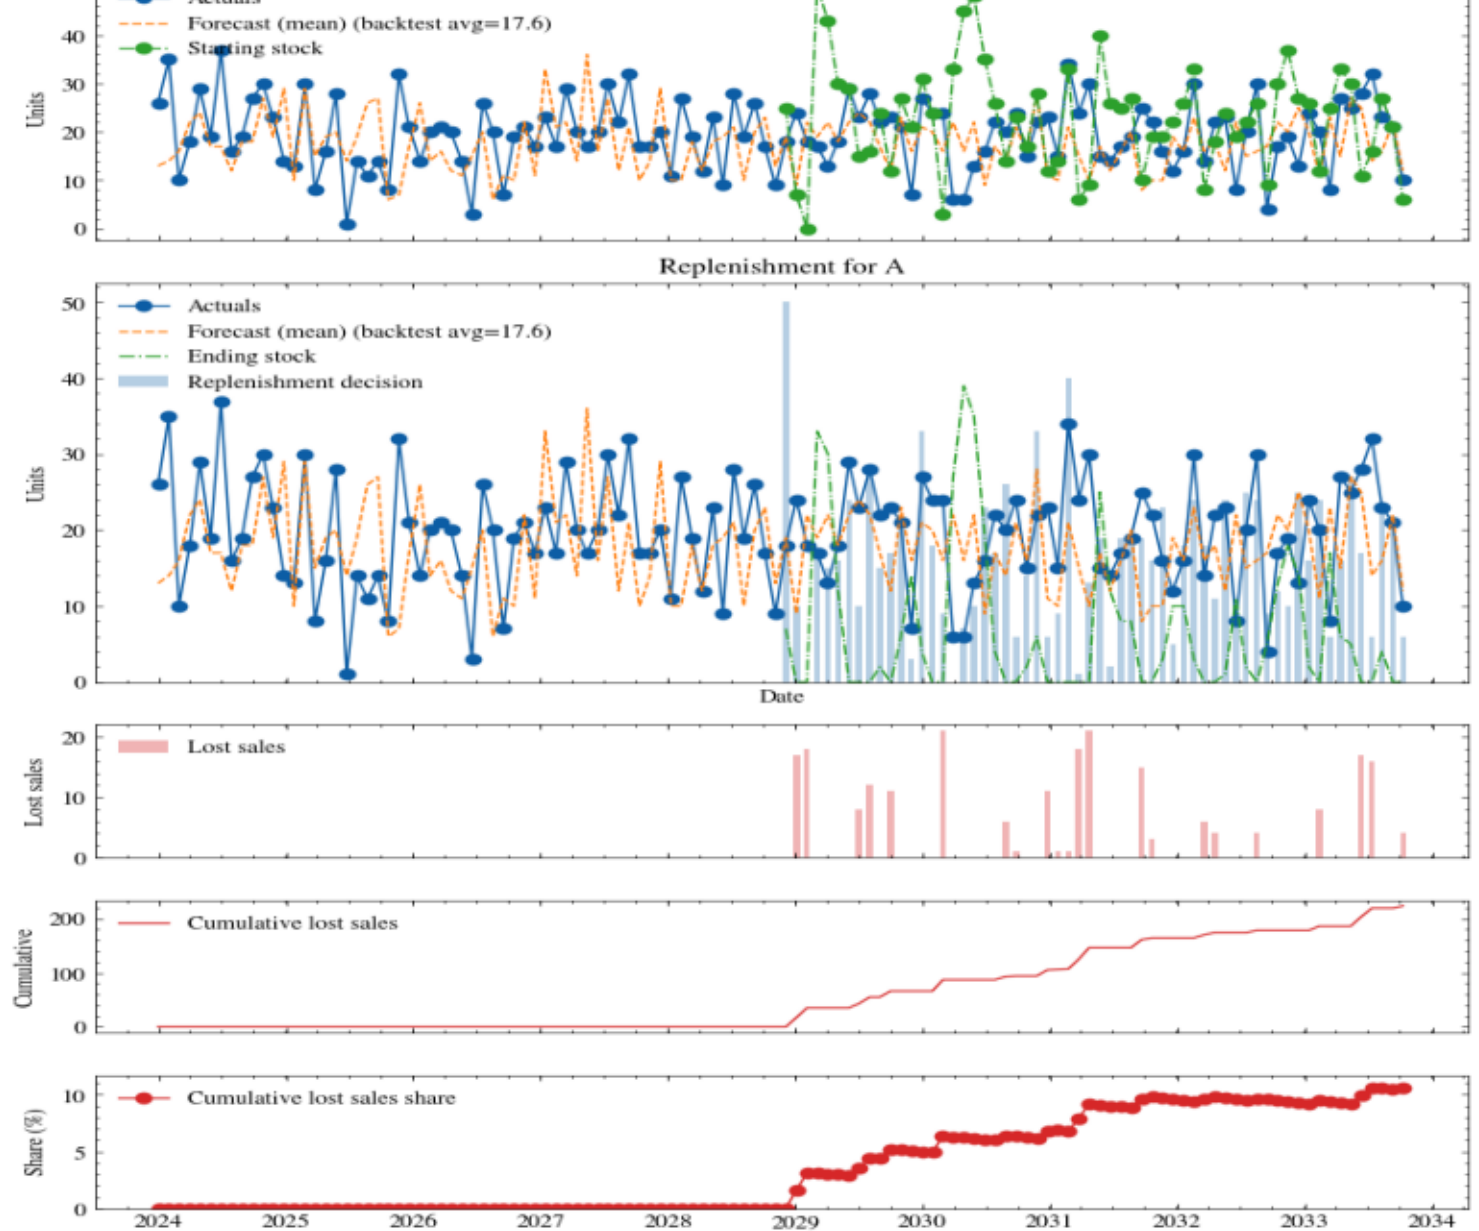 Actuals
Forecast (mean) (backtest avg=17.6)
Starting stock
40
30
20
10
0
Units
Replenishment for A
Actuals
Forecast (mean) (backtest avg=17.6)
Ending stock
Replenishment decision
50
40
30
20
10
0
Units
Date
Lost sales
20
10
0
Lost sales
Cumulative lost sales
200
100
0
Cumulative
Cumulative lost sales share
10
5
0
Share (%)
2024 2025 2026 2027 2028 2029 2030 2031 2032 2033 2034